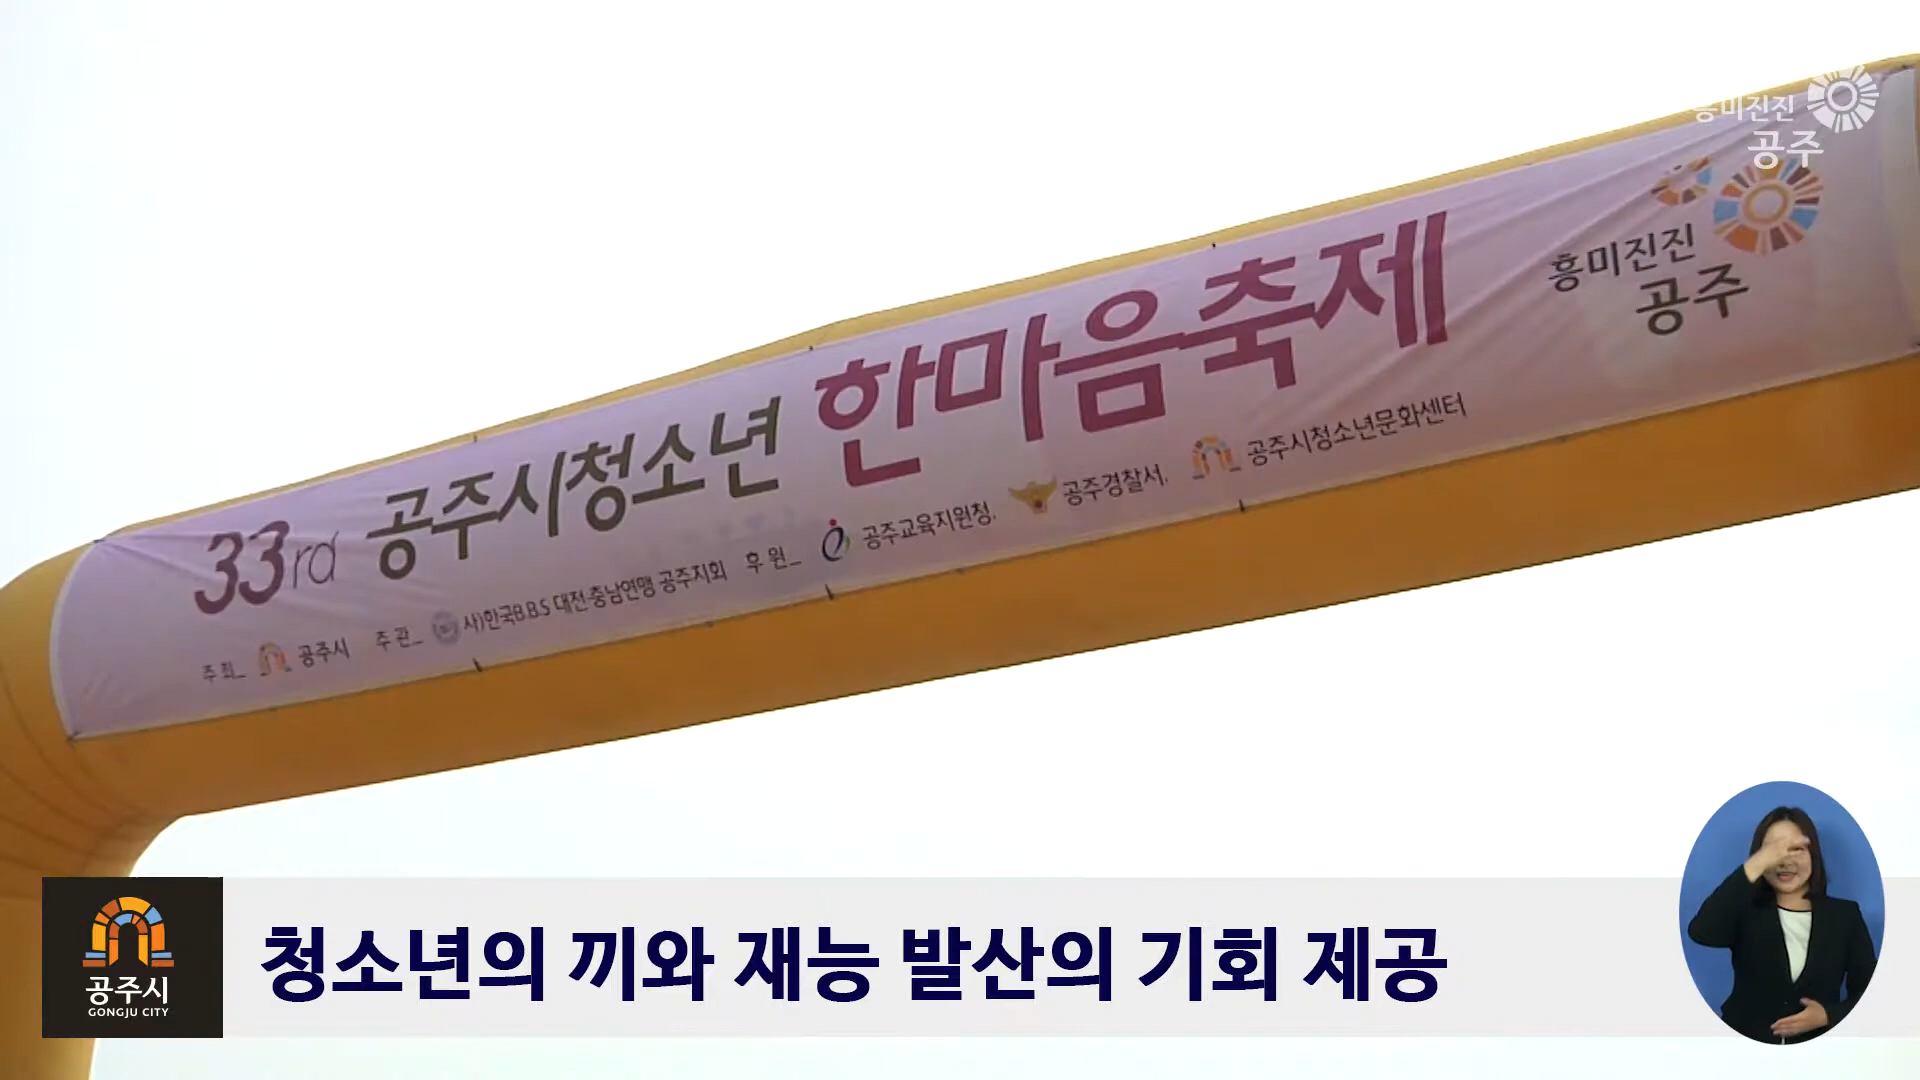 흥미진진
공주
흥미진진
공주
33rd 공주시청소년 한마음축제
주최_ 공주시 주관_ 사)한국B.B.S 대전·충남연맹 공주지회 후원_ 공주교육지원청. 공주경찰서. 공주시청소년문화센터
청소년의 끼와 재능 발산의 기회 제공
공주시
GONGJU CITY